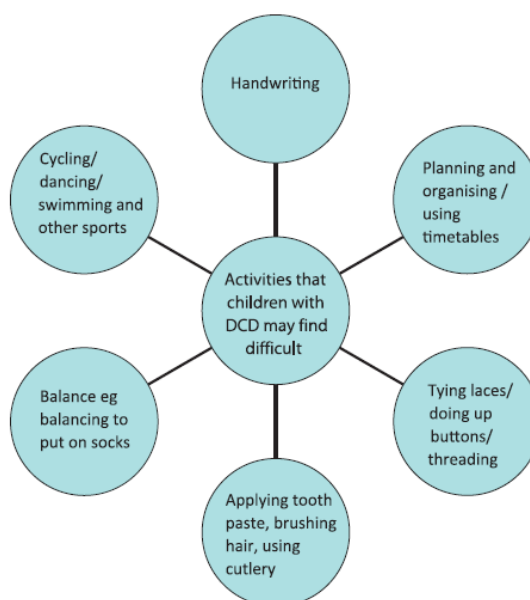 Handwriting
Cycling/
dancing/
swimming and
other sports
Planning and
organising /
using
timetables
Activities that
children with
DCD may find
difficult
Balance eg
balancing to
put on socks
Tying laces/
doing up
buttons/
threading
Applying tooth
paste, brushing
hair, using
cutlery